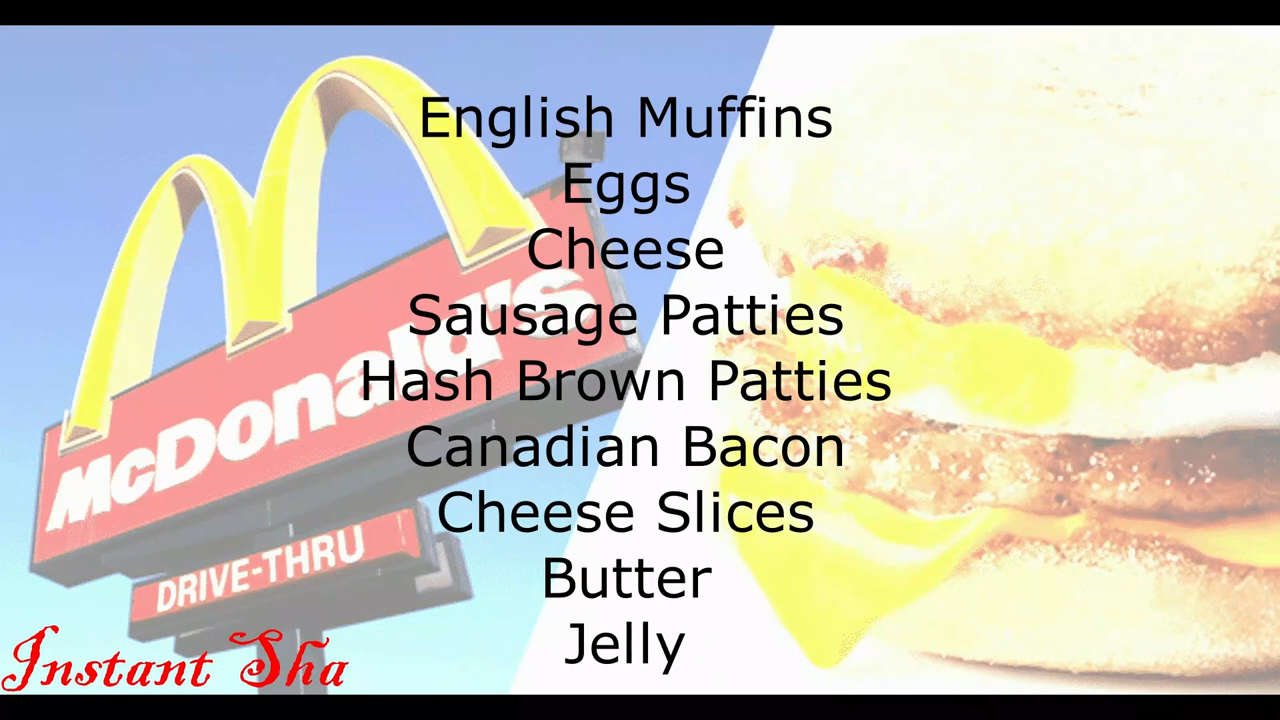 English Muffins
Eggs
Cheese
Sausage Patties
Hash Brown Patties
Canadian Bacon
Cheese Slices
Butter
Jelly
McDonald's
DRIVE-THRU
Instant Sha